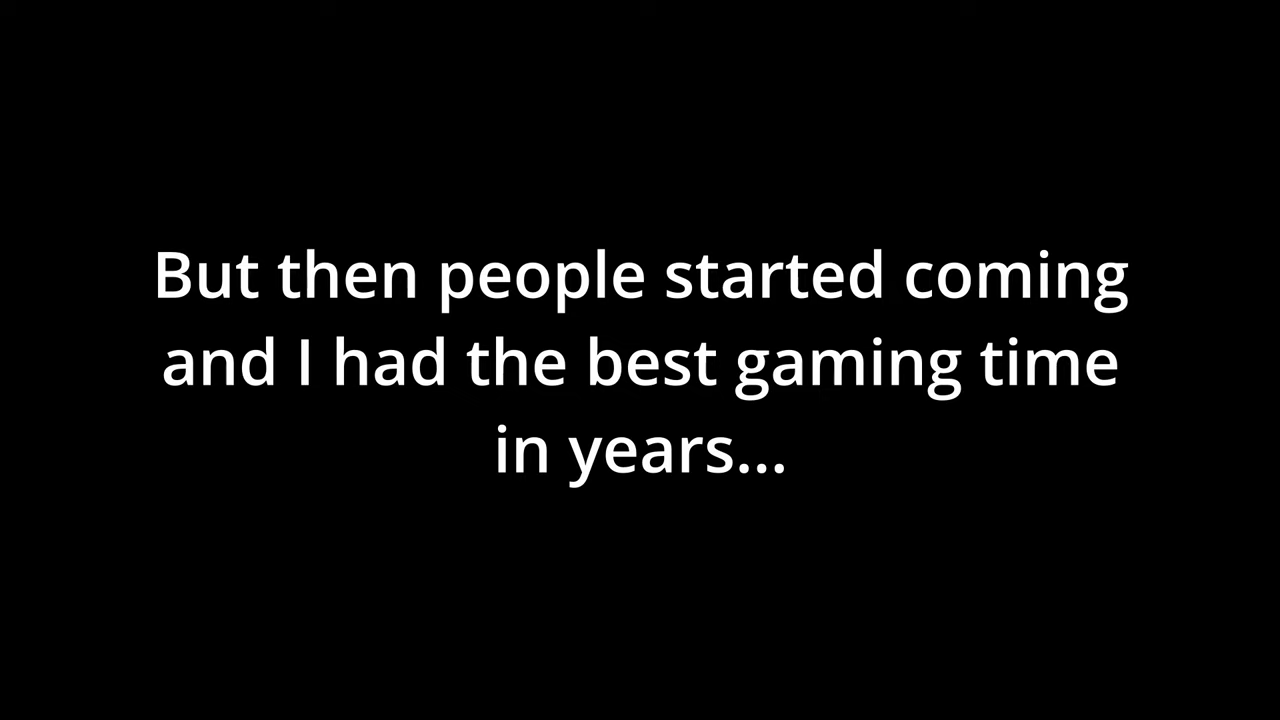 But then people started coming
and I had the best gaming time
in years...